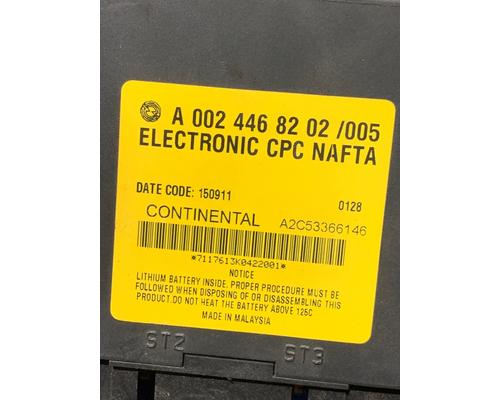 A 002 446 82 02 /005
ELECTRONIC CPC NAFTA
DATE CODE: 150911 0128
CONTINENTAL A2C53366146
*7117613K0422001*
NOTICE
LITHIUM BATTERY INSIDE. PROPER PROCEDURE MUST BE
FOLLOWED WHEN DISPOSING OF OR DISASSEMBLING THIS
PRODUCT.DO NOT HEAT THE BATTERY ABOVE 125C
MADE IN MALAYSIA
ST2 ST3